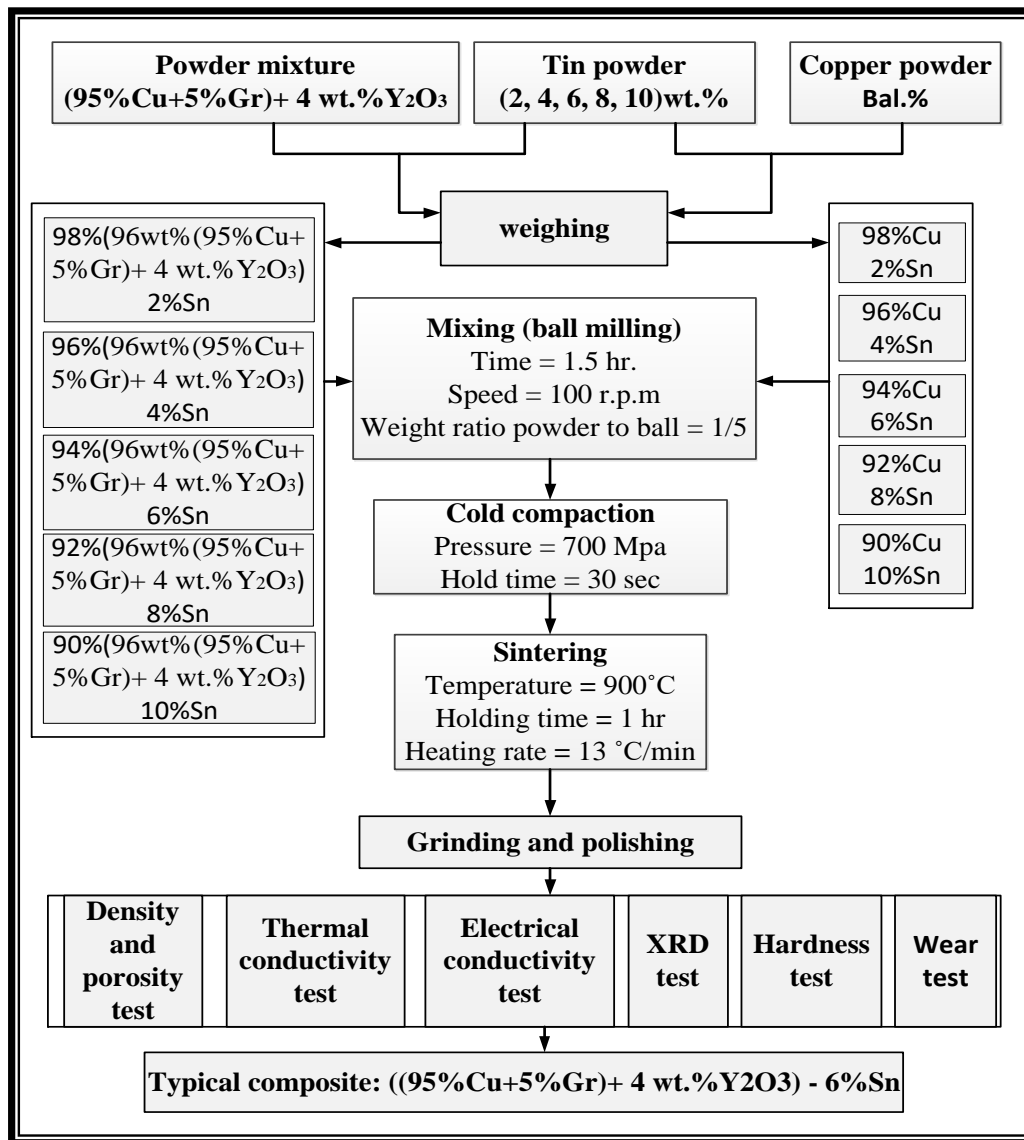 Powder mixture
(95%Cu+5%Gr)+ 4 wt.%Y₂O₃
Tin powder
(2, 4, 6, 8, 10)wt.%
Copper powder
Bal.%
weighing
98%(96wt%(95%Cu+
5%Gr)+ 4 wt.%Y₂O₃)
2%Sn
96%(96wt%(95%Cu+
5%Gr)+ 4 wt.%Y₂O₃)
4%Sn
94%(96wt%(95%Cu+
5%Gr)+ 4 wt.%Y₂O₃)
6%Sn
92%(96wt%(95%Cu+
5%Gr)+ 4 wt.%Y₂O₃)
8%Sn
90%(96wt%(95%Cu+
5%Gr)+ 4 wt.%Y₂O₃)
10%Sn
98%Cu
2%Sn
96%Cu
4%Sn
94%Cu
6%Sn
92%Cu
8%Sn
90%Cu
10%Sn
Mixing (ball milling)
Time = 1.5 hr.
Speed = 100 r.p.m
Weight ratio powder to ball = 1/5
Cold compaction
Pressure = 700 Mpa
Hold time = 30 sec
Sintering
Temperature = 900˚C
Holding time = 1 hr
Heating rate = 13 ˚C/min
Grinding and polishing
Density
and
porosity
test
Thermal
conductivity
test
Electrical
conductivity
test
XRD
test
Hardness
test
Wear
test
Typical composite: ((95%Cu+5%Gr)+ 4 wt.%Y2O3) - 6%Sn